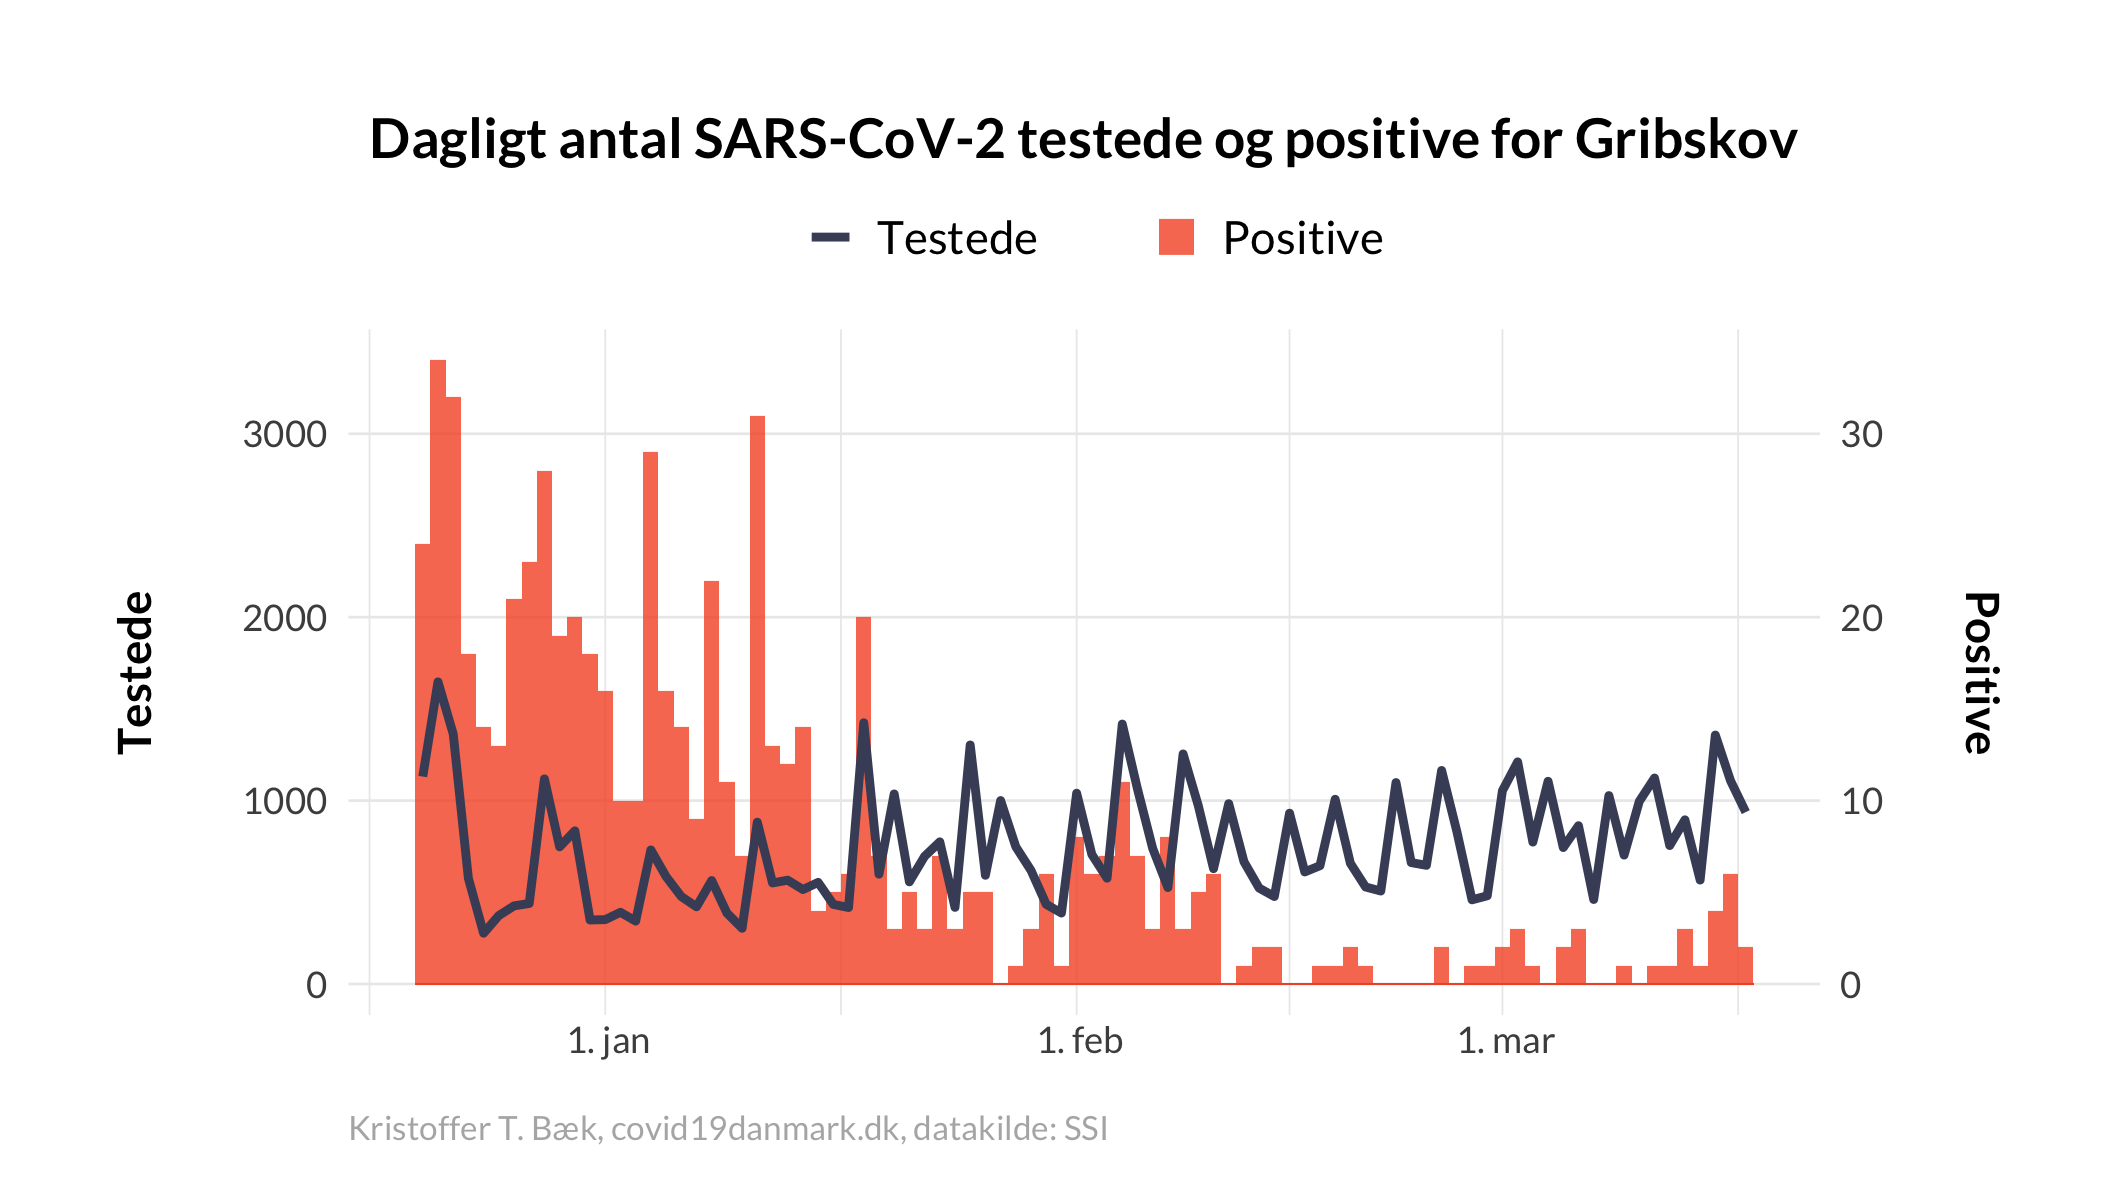 Dagligt antal SARS-CoV-2 testede og positive for Gribskov
Testede
Positive
3000
2000
1000
0
30
20
10
0
Testede
Positive
1. jan
1. feb
1. mar
Kristoffer T. Bæk, covid19danmark.dk, datakilde: SSI